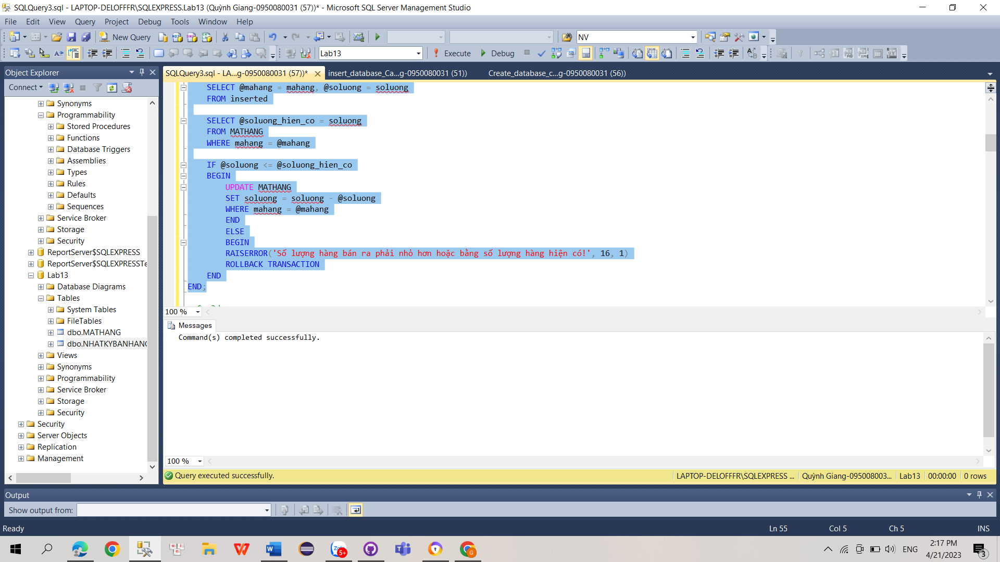 SQLQuery3.sql - LAPTOP-DELOFFFR\SQLEXPRESS.Lab13 (Quỳnh Giang-0950080031 (57))* - Microsoft SQL Server Management Studio
File Edit View Query Project Debug Tools Window Help
New Query NV
Lab13 Execute Debug
Object Explorer
SQLQuery3.sql - LA...g-0950080031 (57))* insert_database_Ca...g-0950080031 (51)) Create_database_c...g-0950080031 (56))
Connect
Synonyms
Programmability
Stored Procedures
Functions
Database Triggers
Assemblies
Types
Rules
Defaults
Sequences
Service Broker
Storage
Security
ReportServer$SQLEXPRESS
ReportServer$SQLEXPRESSTe
Lab13
Database Diagrams
Tables
System Tables
FileTables
dbo.MATHANG
dbo.NHATKYBANHANG
Views
Synonyms
Programmability
Service Broker
Storage
Security
Security
Server Objects
Replication
Management
SELECT @mahang = mahang, @soluong = soluong
FROM inserted
SELECT @soluong_hien_co = soluong
FROM MATHANG
WHERE mahang = @mahang
IF @soluong <= @soluong_hien_co
BEGIN
UPDATE MATHANG
SET soluong = soluong - @soluong
WHERE mahang = @mahang
END
ELSE
BEGIN
RAISERROR('Số lượng hàng bán ra phải nhỏ hơn hoặc bằng số lượng hàng hiện có!', 16, 1)
ROLLBACK TRANSACTION
END
END;
100 %
Messages
Command(s) completed successfully.
100 %
Query executed successfully. LAPTOP-DELOFFFR\SQLEXPRESS ... Quỳnh Giang-095008003... Lab13 00:00:00 0 rows
Output
Show output from:
Ready Ln 55 Col 5 Ch 5 INS
5+ ENG 2:17 PM
4/21/2023 3